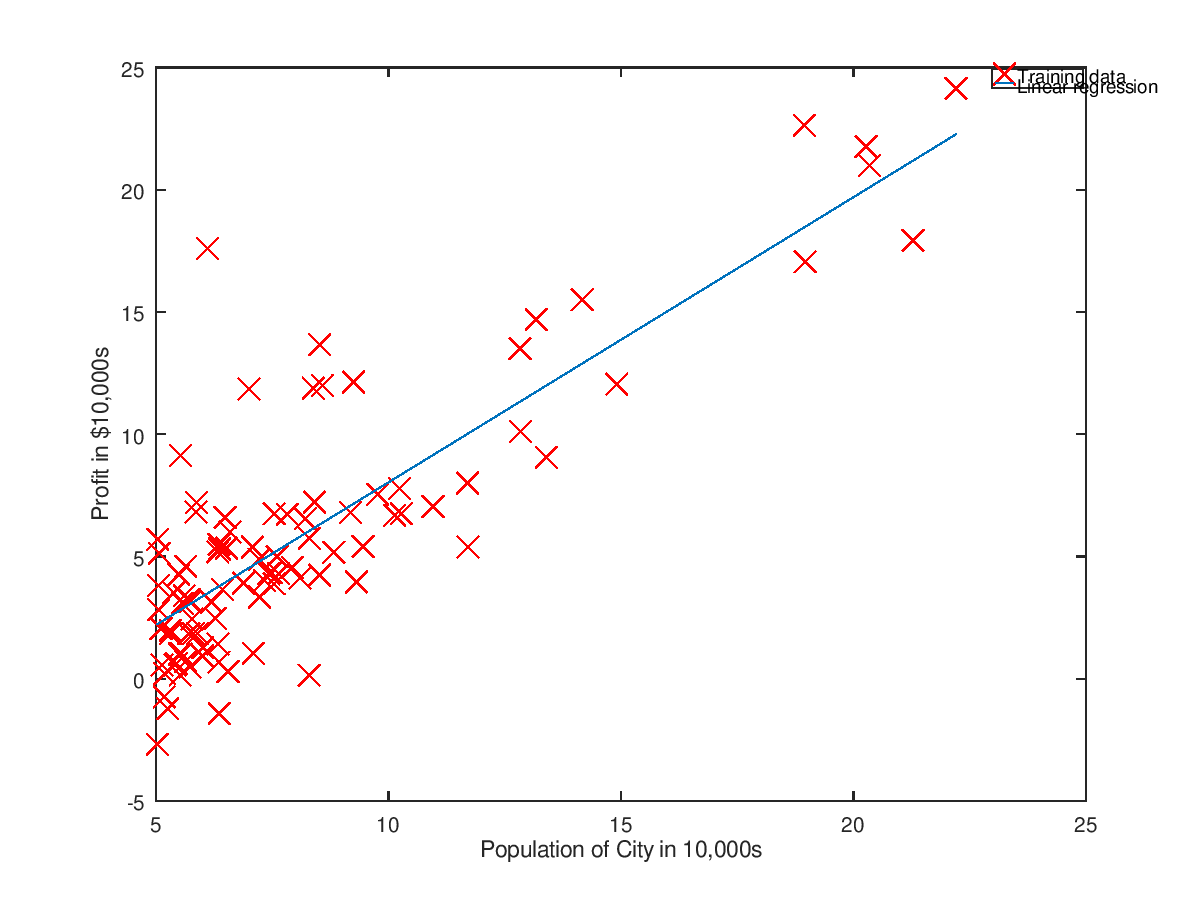 25
20
15
10
5
0
-5
Profit in $10,000s
5 10 15 20 25
Population of City in 10,000s
Training data
Linear regression